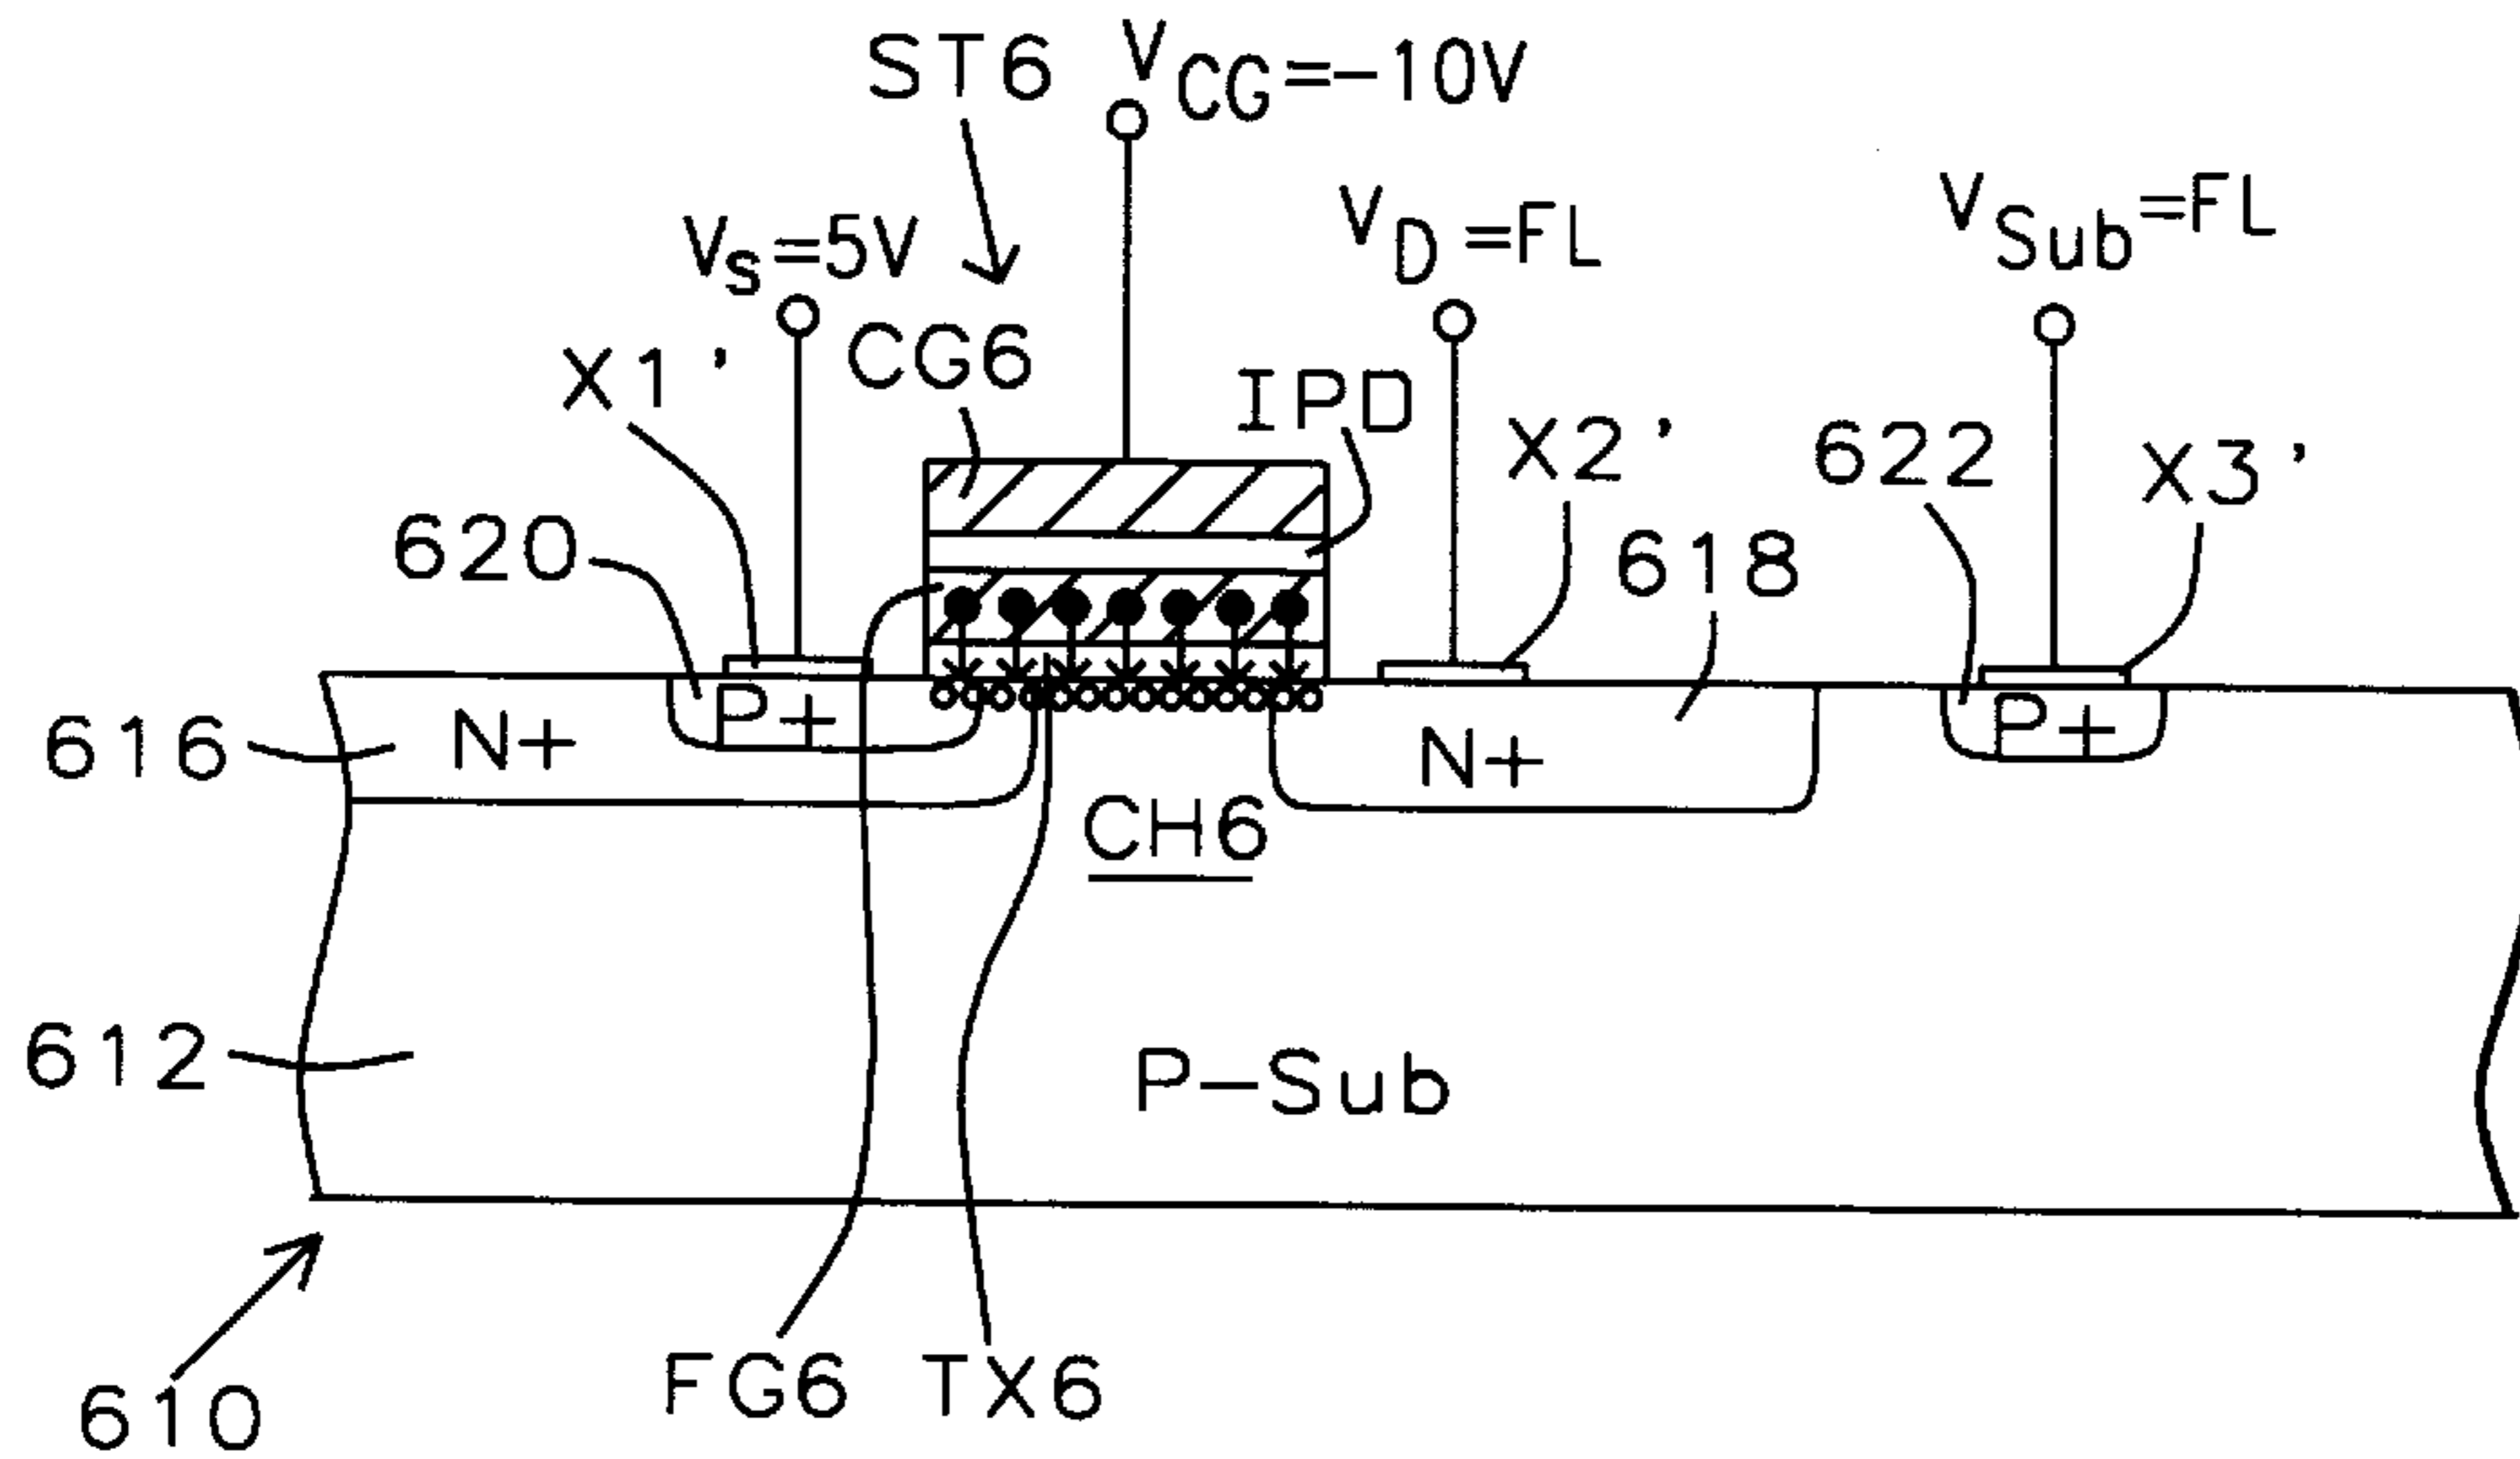 ST6
VCG=-10V
VS=5V
VD=FL
VSub=FL
X1'
CG6
IPD
X2'
622
X3'
620
618
616
N+
P+
N+
P+
CH6
612
P-Sub
610
FG6
TX6